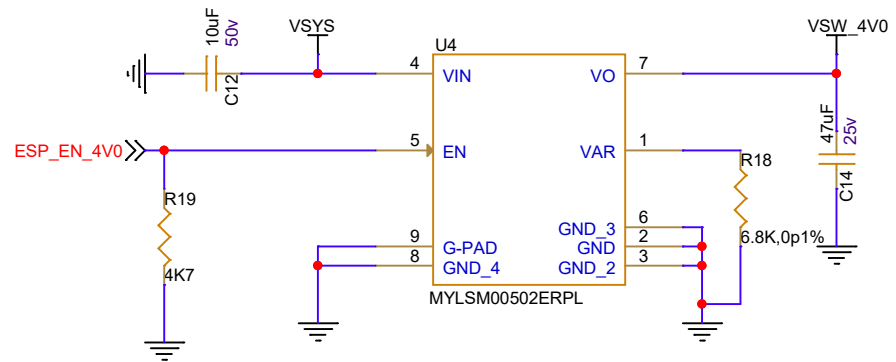 10uF
50v
C12
VSYS
U4
VSW_4V0
4
VIN
VO
7
ESP_EN_4V0
5
EN
VAR
1
47uF
25v
C14
R19
4K7
R18
6.8K,0p1%
9
G-PAD
8
GND_4
GND_3
6
GND
2
GND_2
3
MYLSM00502ERPL